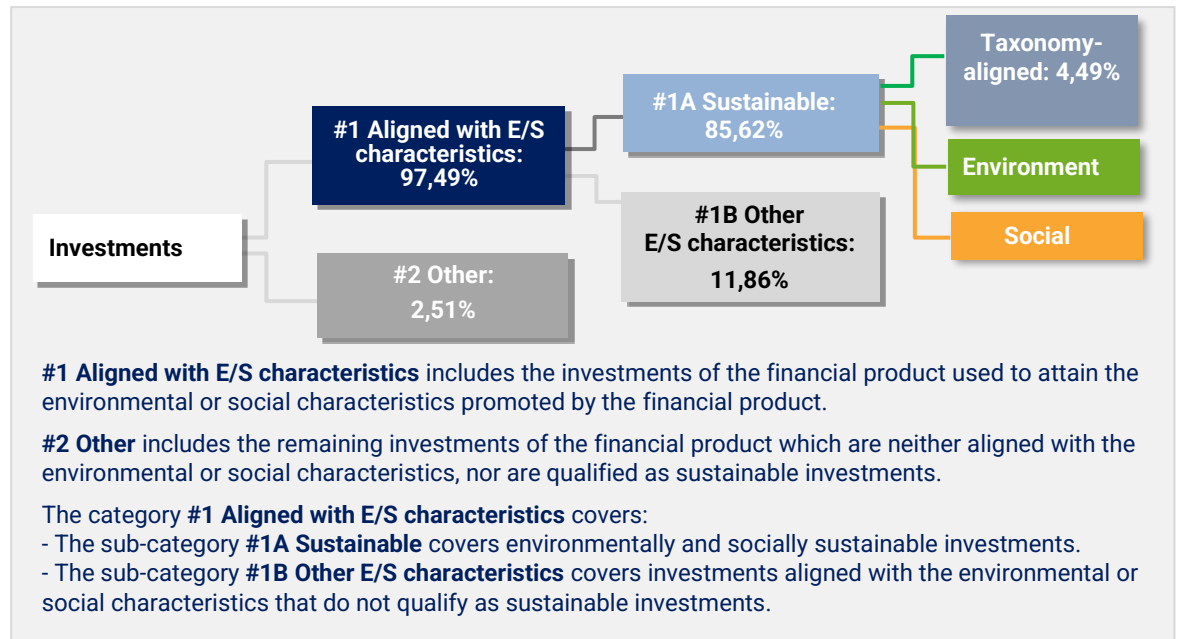 Investments
#1 Aligned with E/S
characteristics:
97,49%
#2 Other:
2,51%
#1A Sustainable:
85,62%
#1B Other
E/S characteristics:
11,86%
Taxonomy-
aligned: 4,49%
Environment
Social
#1 Aligned with E/S characteristics includes the investments of the financial product used to attain the
environmental or social characteristics promoted by the financial product.
#2 Other includes the remaining investments of the financial product which are neither aligned with the
environmental or social characteristics, nor are qualified as sustainable investments.
The category #1 Aligned with E/S characteristics covers:
- The sub-category #1A Sustainable covers environmentally and socially sustainable investments.
- The sub-category #1B Other E/S characteristics covers investments aligned with the environmental or
social characteristics that do not qualify as sustainable investments.